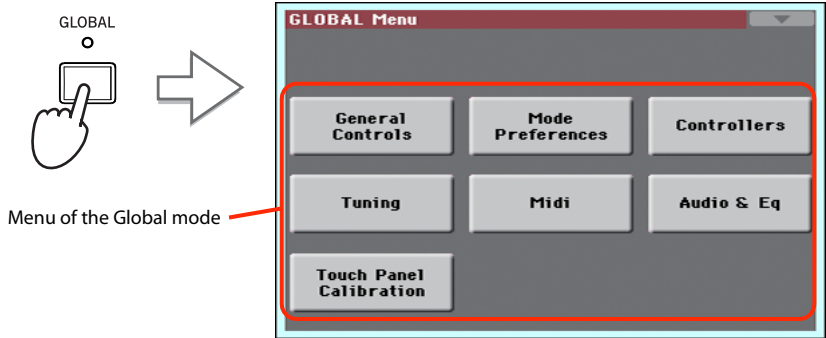 GLOBAL
GLOBAL Menu
General
Controls
Mode
Preferences
Controllers
Menu of the Global mode
Tuning
Midi
Audio & Eq
Touch Panel
Calibration